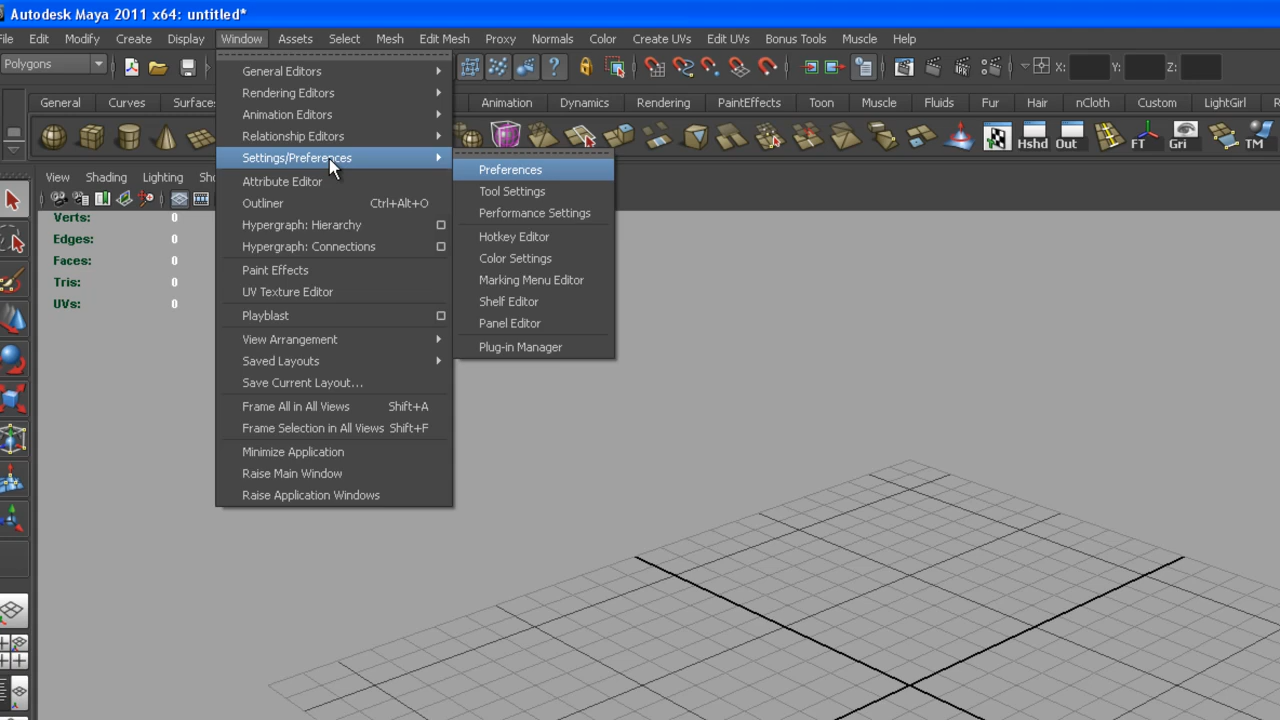 Autodesk Maya 2011 x64: untitled*
File Edit Modify Create Display Window Assets Select Mesh Edit Mesh Proxy Normals Color Create UVs Edit UVs Bonus Tools Muscle Help
Polygons X: Y: Z:
General Curves Surfaces Animation Dynamics Rendering PaintEffects Toon Muscle Fluids Fur Hair nCloth Custom LightGirl
Hshd Out FT Gri TM
View Shading Lighting Sho
Verts: 0
Edges: 0
Faces: 0
Tris: 0
UVs: 0
General Editors
Rendering Editors
Animation Editors
Relationship Editors
Settings/Preferences
Attribute Editor
Outliner Ctrl+Alt+O
Hypergraph: Hierarchy
Hypergraph: Connections
Paint Effects
UV Texture Editor
Playblast
View Arrangement
Saved Layouts
Save Current Layout...
Frame All in All Views Shift+A
Frame Selection in All Views Shift+F
Minimize Application
Raise Main Window
Raise Application Windows
Preferences
Tool Settings
Performance Settings
Hotkey Editor
Color Settings
Marking Menu Editor
Shelf Editor
Panel Editor
Plug-in Manager